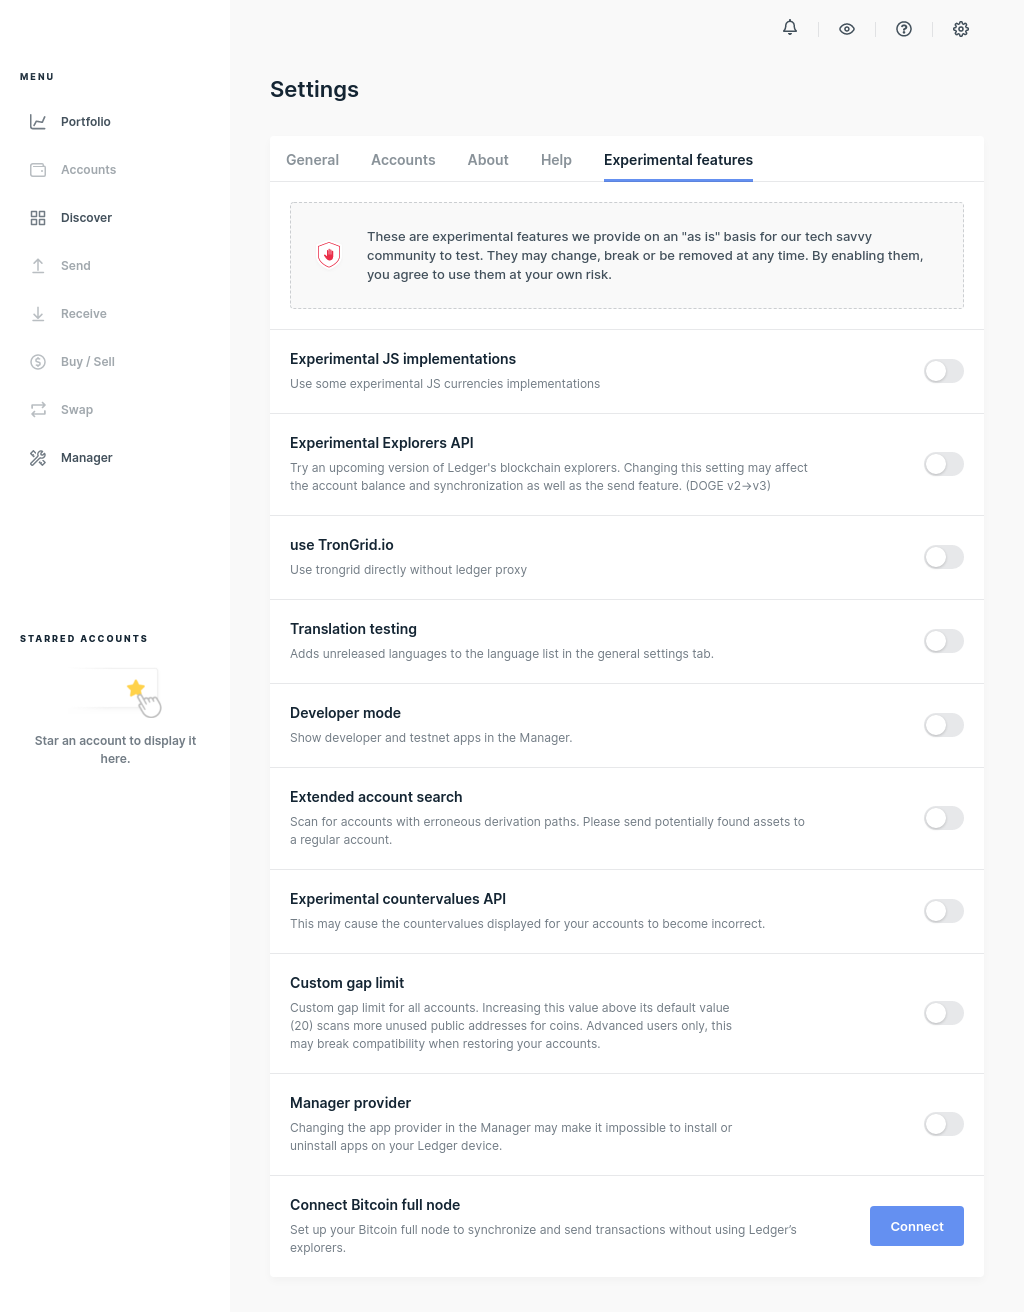 MENU
Portfolio
Accounts
Discover
Send
Receive
Buy / Sell
Swap
Manager
STARRED ACCOUNTS
Star an account to display it
here.
Settings
General Accounts About Help Experimental features
These are experimental features we provide on an "as is" basis for our tech savvy
community to test. They may change, break or be removed at any time. By enabling them,
you agree to use them at your own risk.
Experimental JS implementations
Use some experimental JS currencies implementations
Experimental Explorers API
Try an upcoming version of Ledger's blockchain explorers. Changing this setting may affect
the account balance and synchronization as well as the send feature. (DOGE v2→v3)
use TronGrid.io
Use trongrid directly without ledger proxy
Translation testing
Adds unreleased languages to the language list in the general settings tab.
Developer mode
Show developer and testnet apps in the Manager.
Extended account search
Scan for accounts with erroneous derivation paths. Please send potentially found assets to
a regular account.
Experimental countervalues API
This may cause the countervalues displayed for your accounts to become incorrect.
Custom gap limit
Custom gap limit for all accounts. Increasing this value above its default value
(20) scans more unused public addresses for coins. Advanced users only, this
may break compatibility when restoring your accounts.
Manager provider
Changing the app provider in the Manager may make it impossible to install or
uninstall apps on your Ledger device.
Connect Bitcoin full node
Set up your Bitcoin full node to synchronize and send transactions without using Ledger’s
explorers.
Connect